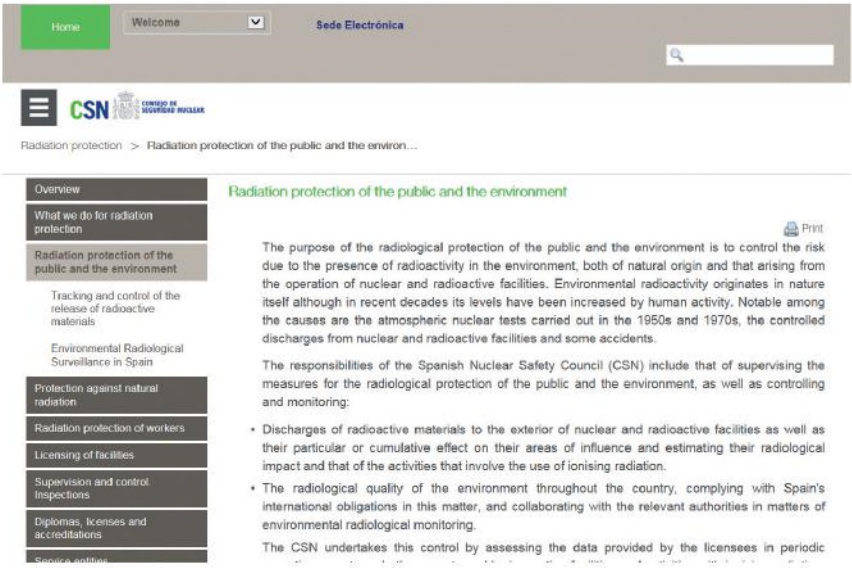 Home
Welcome
Sede Electrónica
CSN
CONSEJO DE
SEGURIDAD NUCLEAR
Radiation protection > Radiation protection of the public and the environ...
Overview
What we do for radiation
protection
Radiation protection of the
public and the environment
Tracking and control of the
release of radioactive
materials
Environmental Radiological
Surveillance in Spain
Protection against natural
radiation
Radiation protection of workers
Licensing of facilities
Supervision and control.
Inspections
Diplomas, licenses and
accreditations
Service entities
Radiation protection of the public and the environment
Print
The purpose of the radiological protection of the public and the environment is to control the risk
due to the presence of radioactivity in the environment, both of natural origin and that arising from
the operation of nuclear and radioactive facilities. Environmental radioactivity originates in nature
itself although in recent decades its levels have been increased by human activity. Notable among
the causes are the atmospheric nuclear tests carried out in the 1950s and 1970s, the controlled
discharges from nuclear and radioactive facilities and some accidents.
The responsibilities of the Spanish Nuclear Safety Council (CSN) include that of supervising the
measures for the radiological protection of the public and the environment, as well as controlling
and monitoring:
• Discharges of radioactive materials to the exterior of nuclear and radioactive facilities as well as
their particular or cumulative effect on their areas of influence and estimating their radiological
impact and that of the activities that involve the use of ionising radiation.
• The radiological quality of the environment throughout the country, complying with Spain's
international obligations in this matter, and collaborating with the relevant authorities in matters of
environmental radiological monitoring.
The CSN undertakes this control by assessing the data provided by the licensees in periodic